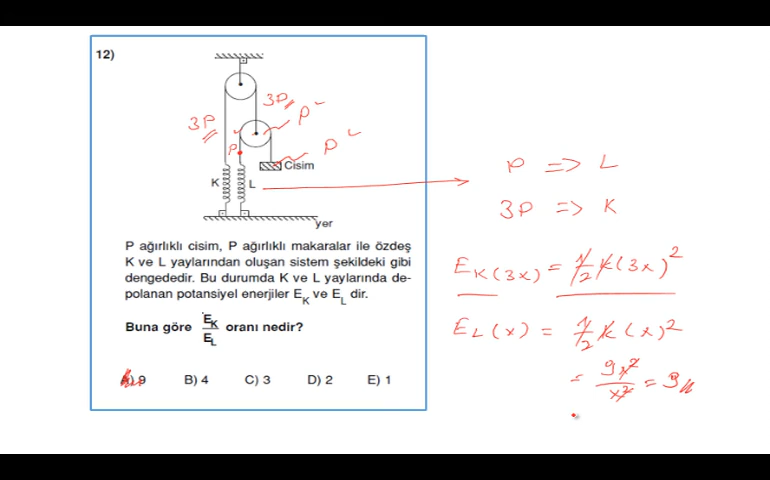 12)
3P
3P
P
P
P
Cisim
K
L
yer
P ağırlıklı cisim, P ağırlıklı makaralar ile özdeş
K ve L yaylarından oluşan sistem şekildeki gibi
dengededir. Bu durumda K ve L yaylarında de-
polanan potansiyel enerjiler E_K ve E_L dir.
Buna göre E_K/E_L oranı nedir?
A) 9 B) 4 C) 3 D) 2 E) 1
P => L
3P => K
E_K(3x) = 1/2 k(3x)^2
E_L(x) = 1/2 k(x)^2
= 9x^2/x^2 = 9